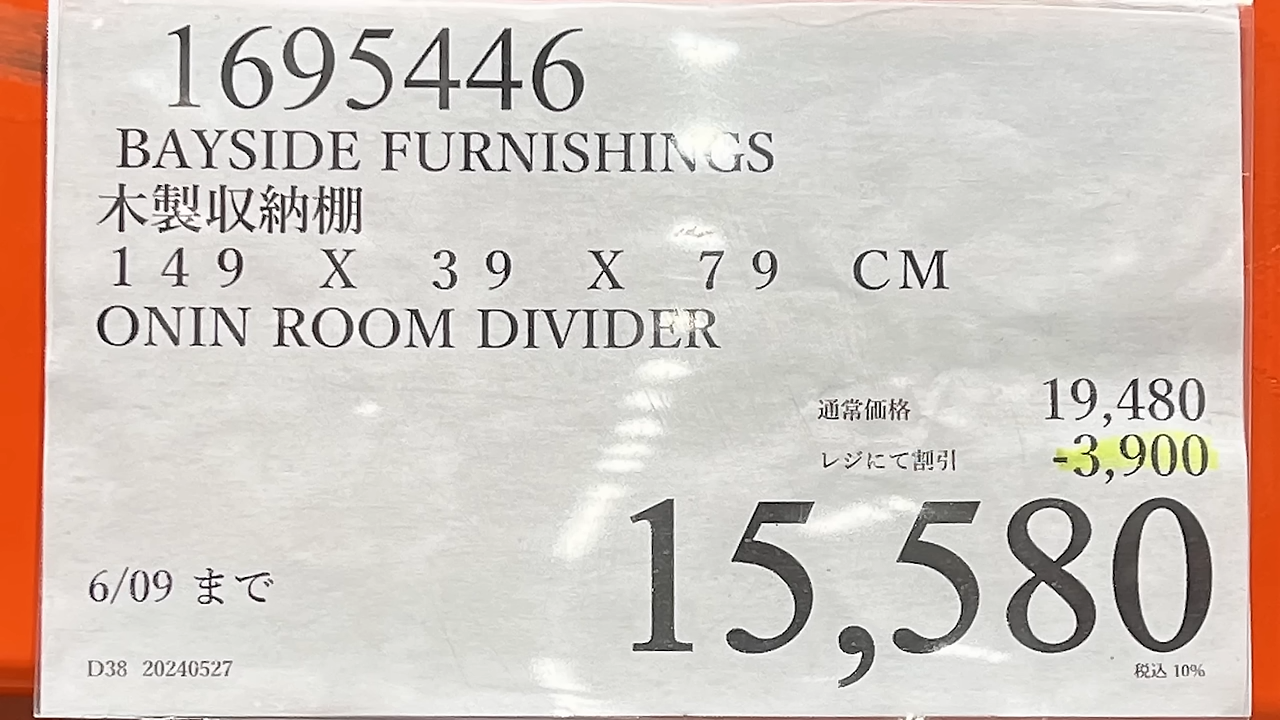 1695446
BAYSIDE FURNISHINGS
木製収納棚
149 X 39 X 79 CM
ONIN ROOM DIVIDER
通常価格 19,480
レジにて割引 -3,900
15,580
6/09 まで
D38 20240527
税込 10%